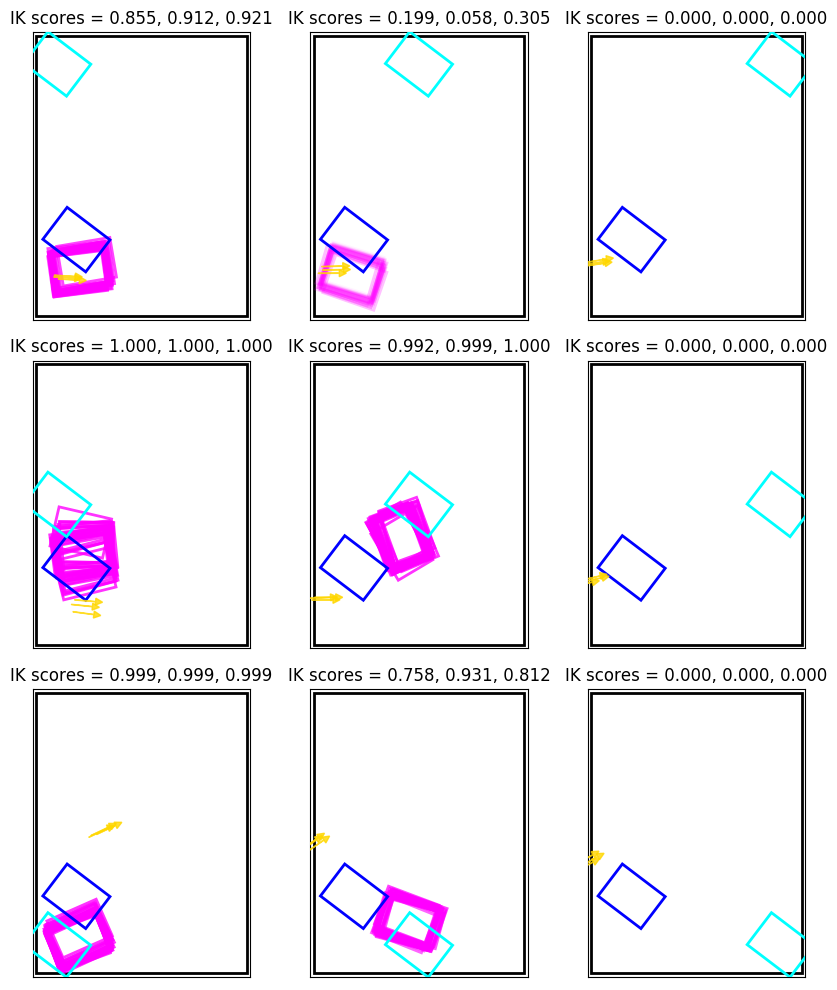 IK scores = 0.855, 0.912, 0.921
IK scores = 0.199, 0.058, 0.305
IK scores = 0.000, 0.000, 0.000
IK scores = 1.000, 1.000, 1.000
IK scores = 0.992, 0.999, 1.000
IK scores = 0.000, 0.000, 0.000
IK scores = 0.999, 0.999, 0.999
IK scores = 0.758, 0.931, 0.812
IK scores = 0.000, 0.000, 0.000